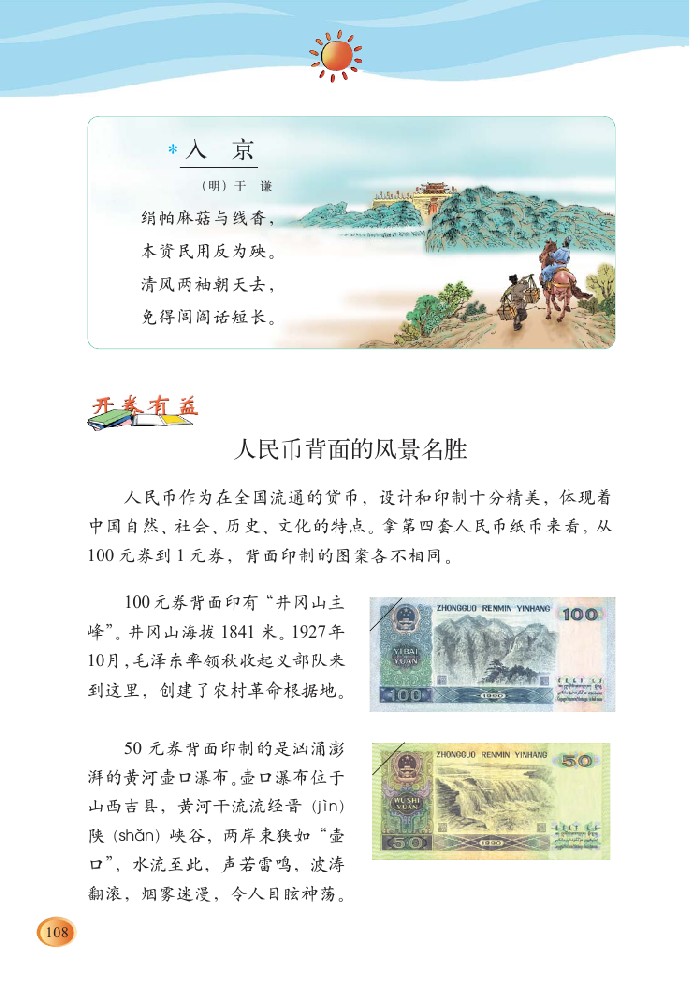 *入 京
(明)于 谦
绢帕麻菇与线香，
本资民用反为殃。
清风两袖朝天去，
免得闾阎话短长。
开卷有益
人民币背面的风景名胜
人民币作为在全国流通的货币，设计和印制十分精美，体现着
中国自然、社会、历史、文化的特点。拿第四套人民币纸币来看，从
100元券到1元券，背面印制的图案各不相同。
100元券背面印有“井冈山主
峰”。井冈山海拔1841米。1927年
10月，毛泽东率领秋收起义部队来
到这里，创建了农村革命根据地。
ZHONGGUO RENMIN YINHANG 100
YIBAI
YUAN
100
1990
50元券背面印制的是汹涌澎
湃的黄河壶口瀑布。壶口瀑布位于
山西吉县，黄河干流流经晋（jìn）
陕（shǎn）峡谷，两岸束狭如“壶
口”，水流至此，声若雷鸣，波涛
翻滚，烟雾迷漫，令人目眩神荡。
ZHONGGUO RENMIN YINHANG 50
WUSHI
YUAN
50
1990
108